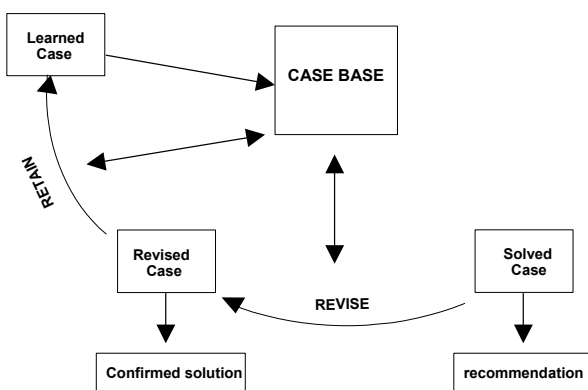 Learned
Case
CASE BASE
RETAIN
Revised
Case
Solved
Case
REVISE
Confirmed solution
recommendation